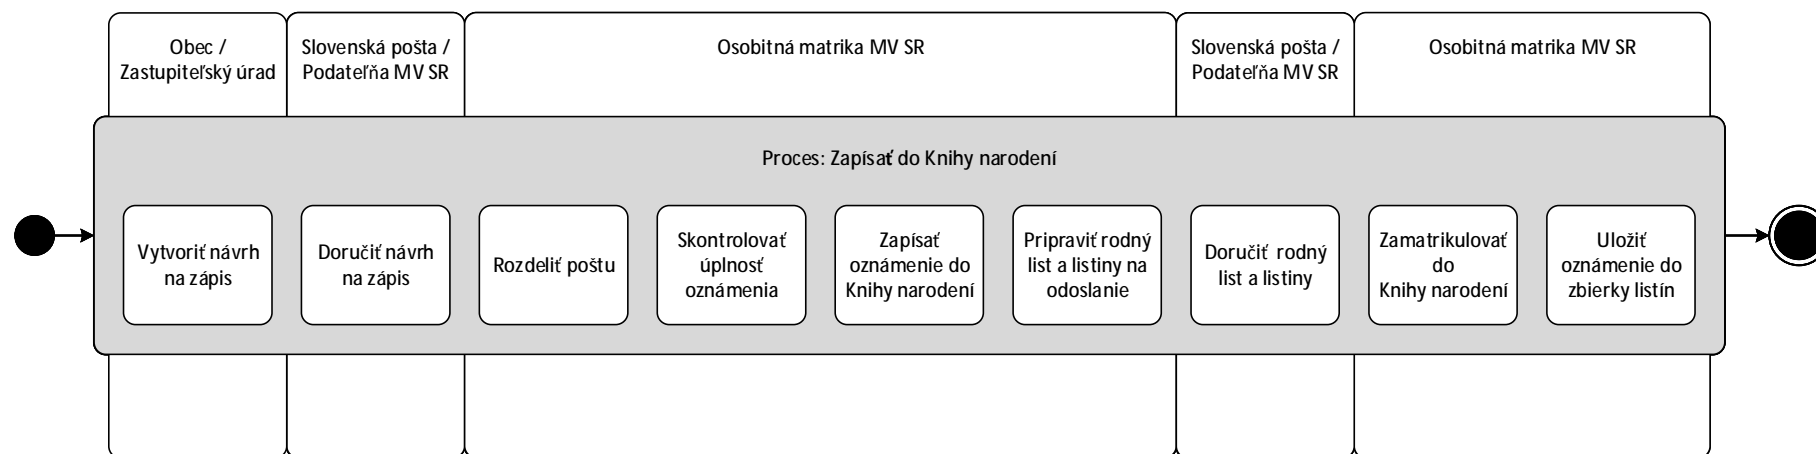 Obec /
Zastupiteľský úrad
Slovenská pošta /
Podateľňa MV SR
Osobitná matrika MV SR
Slovenská pošta /
Podateľňa MV SR
Osobitná matrika MV SR
Proces: Zapísať do Knihy narodení
Vytvoriť návrh
na zápis
Doručiť návrh
na zápis
Rozdeliť poštu
Skontrolovať
úplnosť
oznámenia
Zapísať
oznámenie do
Knihy narodení
Pripraviť rodný
list a listiny na
odoslanie
Doručiť rodný
list a listiny
Zamatrikulovať
do
Knihy narodení
Uložiť
oznámenie do
zbierky listín